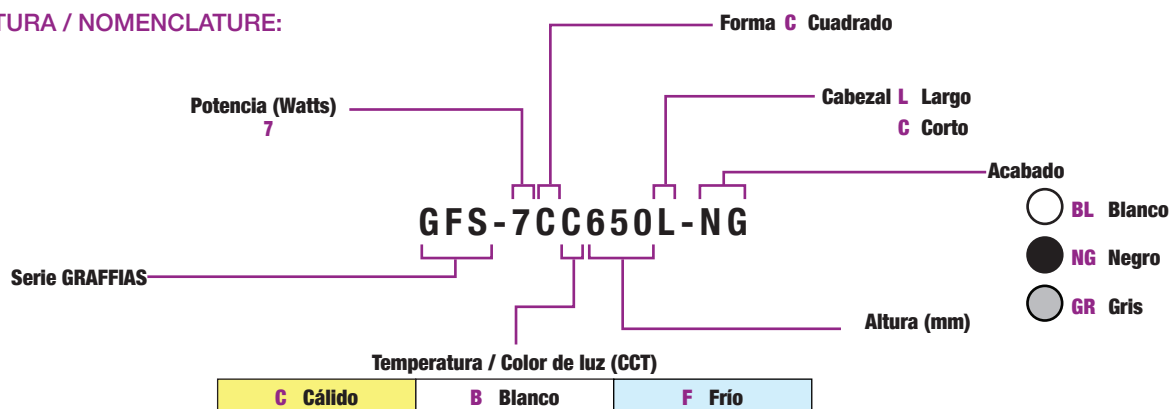 TURA / NOMENCLATURE:
Forma C Cuadrado
Potencia (Watts)
7
Cabezal L Largo
C Corto
Acabado
BL Blanco
NG Negro
GR Gris
GFS-7CC650L-NG
Serie GRAFFIAS
Altura (mm)
Temperatura / Color de luz (CCT)
C Cálido B Blanco F Frío